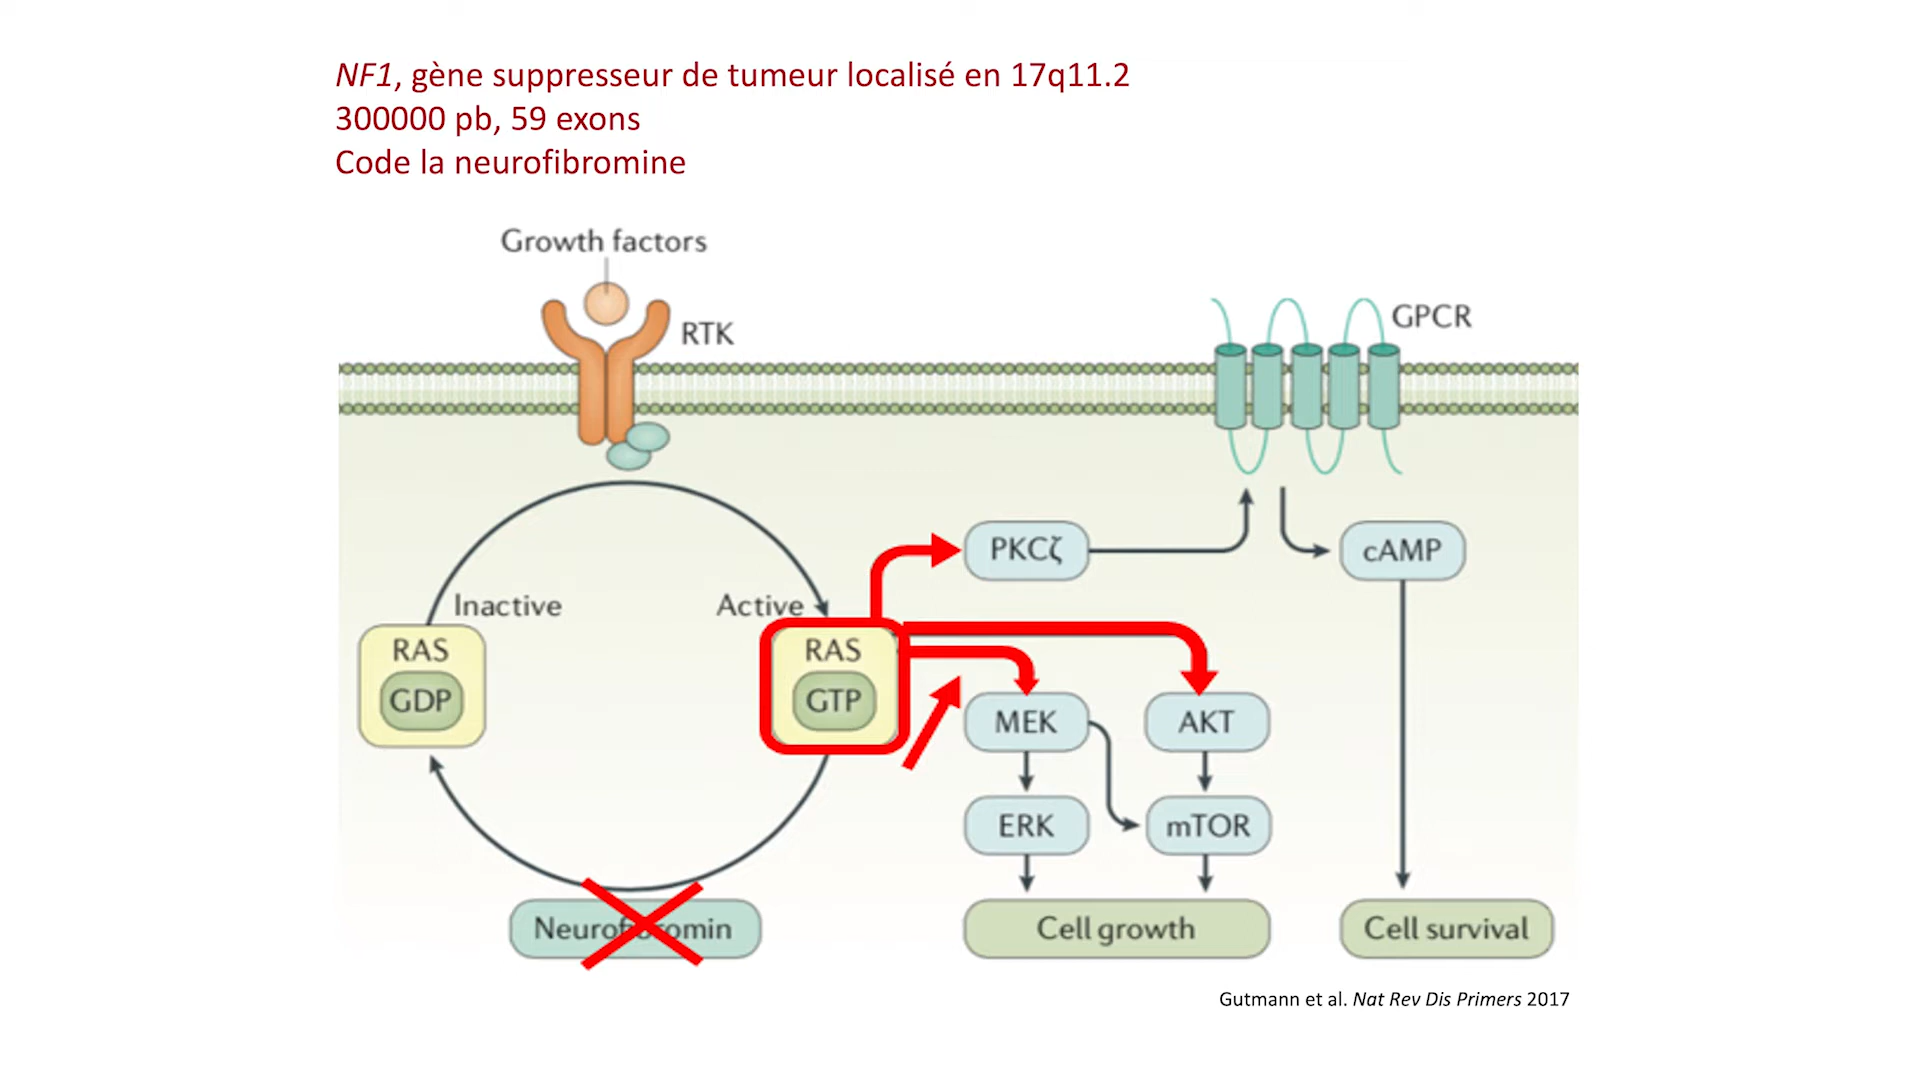 NF1, gène suppresseur de tumeur localisé en 17q11.2
300000 pb, 59 exons
Code la neurofibromine
Growth factors
RTK
GPCR
PKCζ
cAMP
Inactive
Active
RAS
GDP
RAS
GTP
MEK
AKT
ERK
mTOR
Neurofibromin
Cell growth
Cell survival
Gutmann et al. Nat Rev Dis Primers 2017